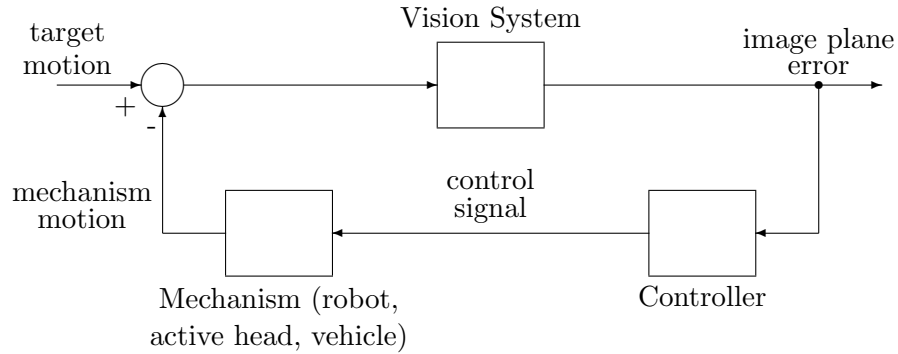 Vision System
target
motion
image plane
error
+
-
mechanism
motion
control
signal
Mechanism (robot,
active head, vehicle)
Controller